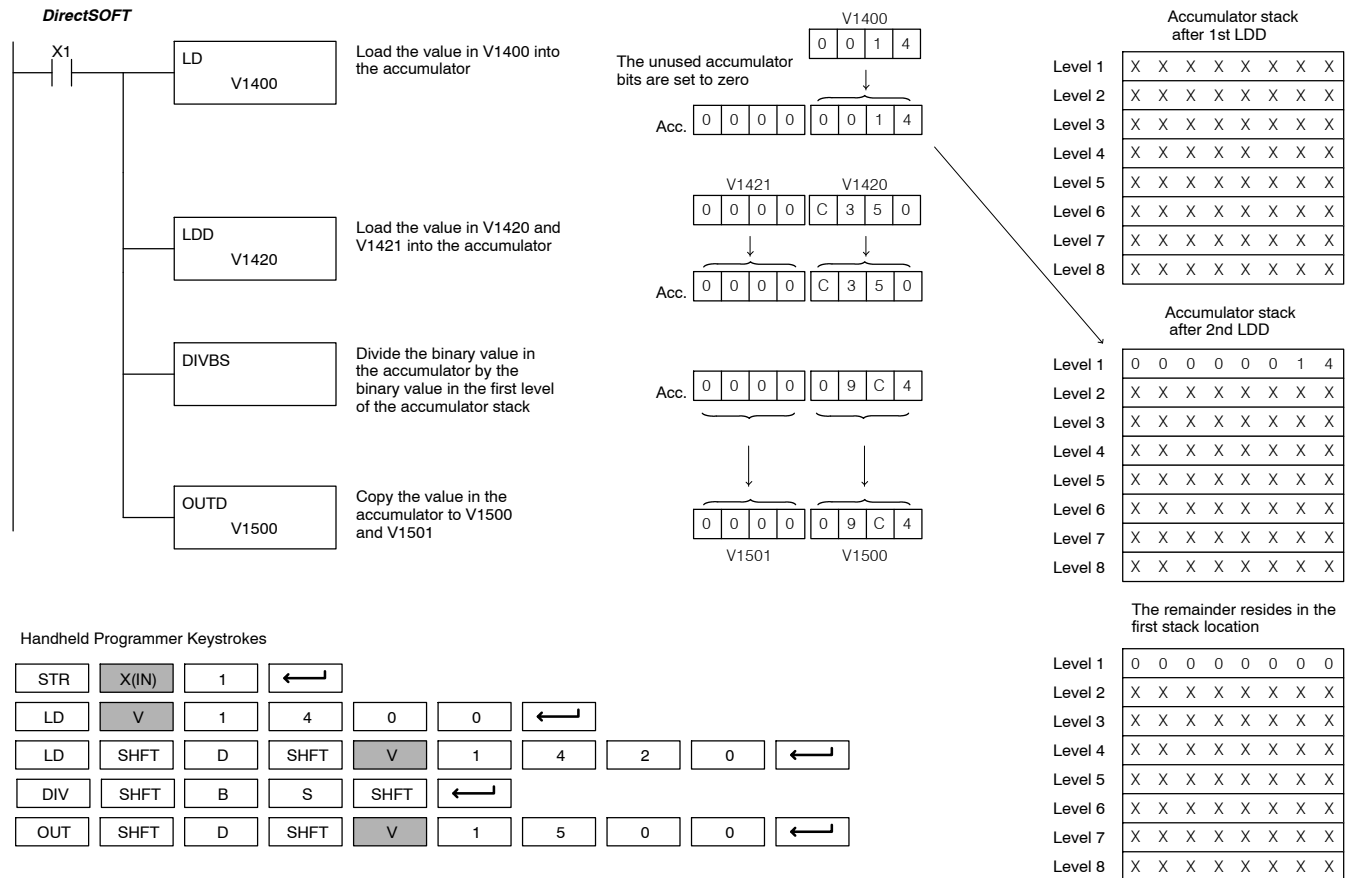 DirectSOFT
X1
LD
V1400
Load the value in V1400 into
the accumulator
LDD
V1420
Load the value in V1420 and
V1421 into the accumulator
DIVBS
Divide the binary value in
the accumulator by the
binary value in the first level
of the accumulator stack
OUTD
V1500
Copy the value in the
accumulator to V1500
and V1501
V1400
0 0 1 4
The unused accumulator
bits are set to zero
Acc. 0 0 0 0 0 0 1 4
V1421 V1420
0 0 0 0 C 3 5 0
Acc. 0 0 0 0 C 3 5 0
Acc. 0 0 0 0 0 9 C 4
0 0 0 0 0 9 C 4
V1501 V1500
Accumulator stack
after 1st LDD
Level 1 X X X X X X X X
Level 2 X X X X X X X X
Level 3 X X X X X X X X
Level 4 X X X X X X X X
Level 5 X X X X X X X X
Level 6 X X X X X X X X
Level 7 X X X X X X X X
Level 8 X X X X X X X X
Accumulator stack
after 2nd LDD
Level 1 0 0 0 0 0 0 1 4
Level 2 X X X X X X X X
Level 3 X X X X X X X X
Level 4 X X X X X X X X
Level 5 X X X X X X X X
Level 6 X X X X X X X X
Level 7 X X X X X X X X
Level 8 X X X X X X X X
The remainder resides in the
first stack location
Level 1 0 0 0 0 0 0 0 0
Level 2 X X X X X X X X
Level 3 X X X X X X X X
Level 4 X X X X X X X X
Level 5 X X X X X X X X
Level 6 X X X X X X X X
Level 7 X X X X X X X X
Level 8 X X X X X X X X
Handheld Programmer Keystrokes
STR X(IN) 1
LD V 1 4 0 0
LD SHFT D SHFT V 1 4 2 0
DIV SHFT B S SHFT
OUT SHFT D SHFT V 1 5 0 0